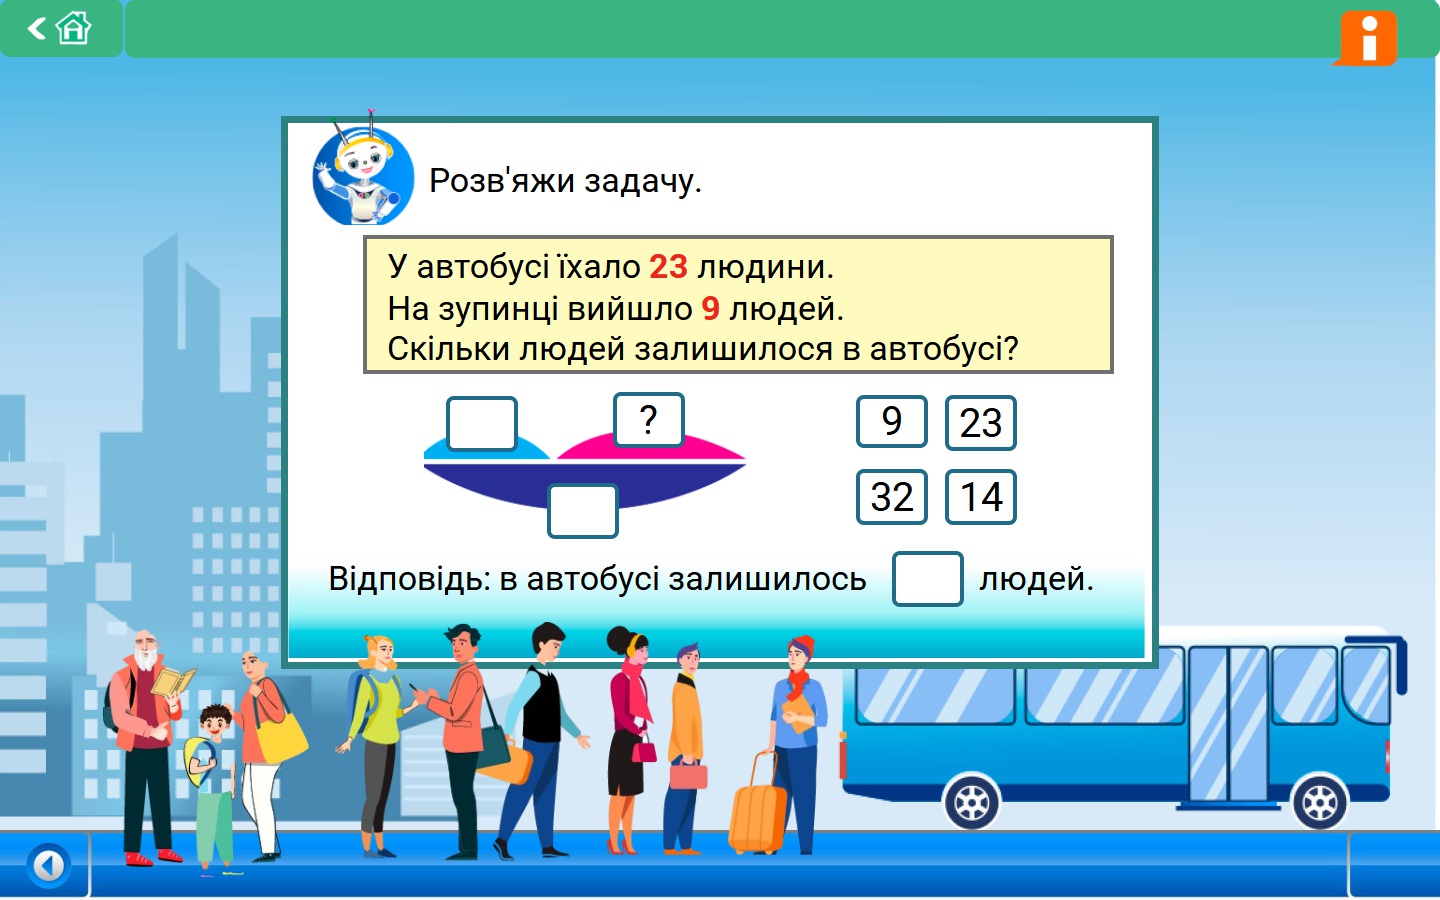 Розв'яжи задачу.
У автобусі їхало 23 людини.
На зупинці вийшло 9 людей.
Скільки людей залишилося в автобусі?
?
9 23
32 14
Відповідь: в автобусі залишилось людей.